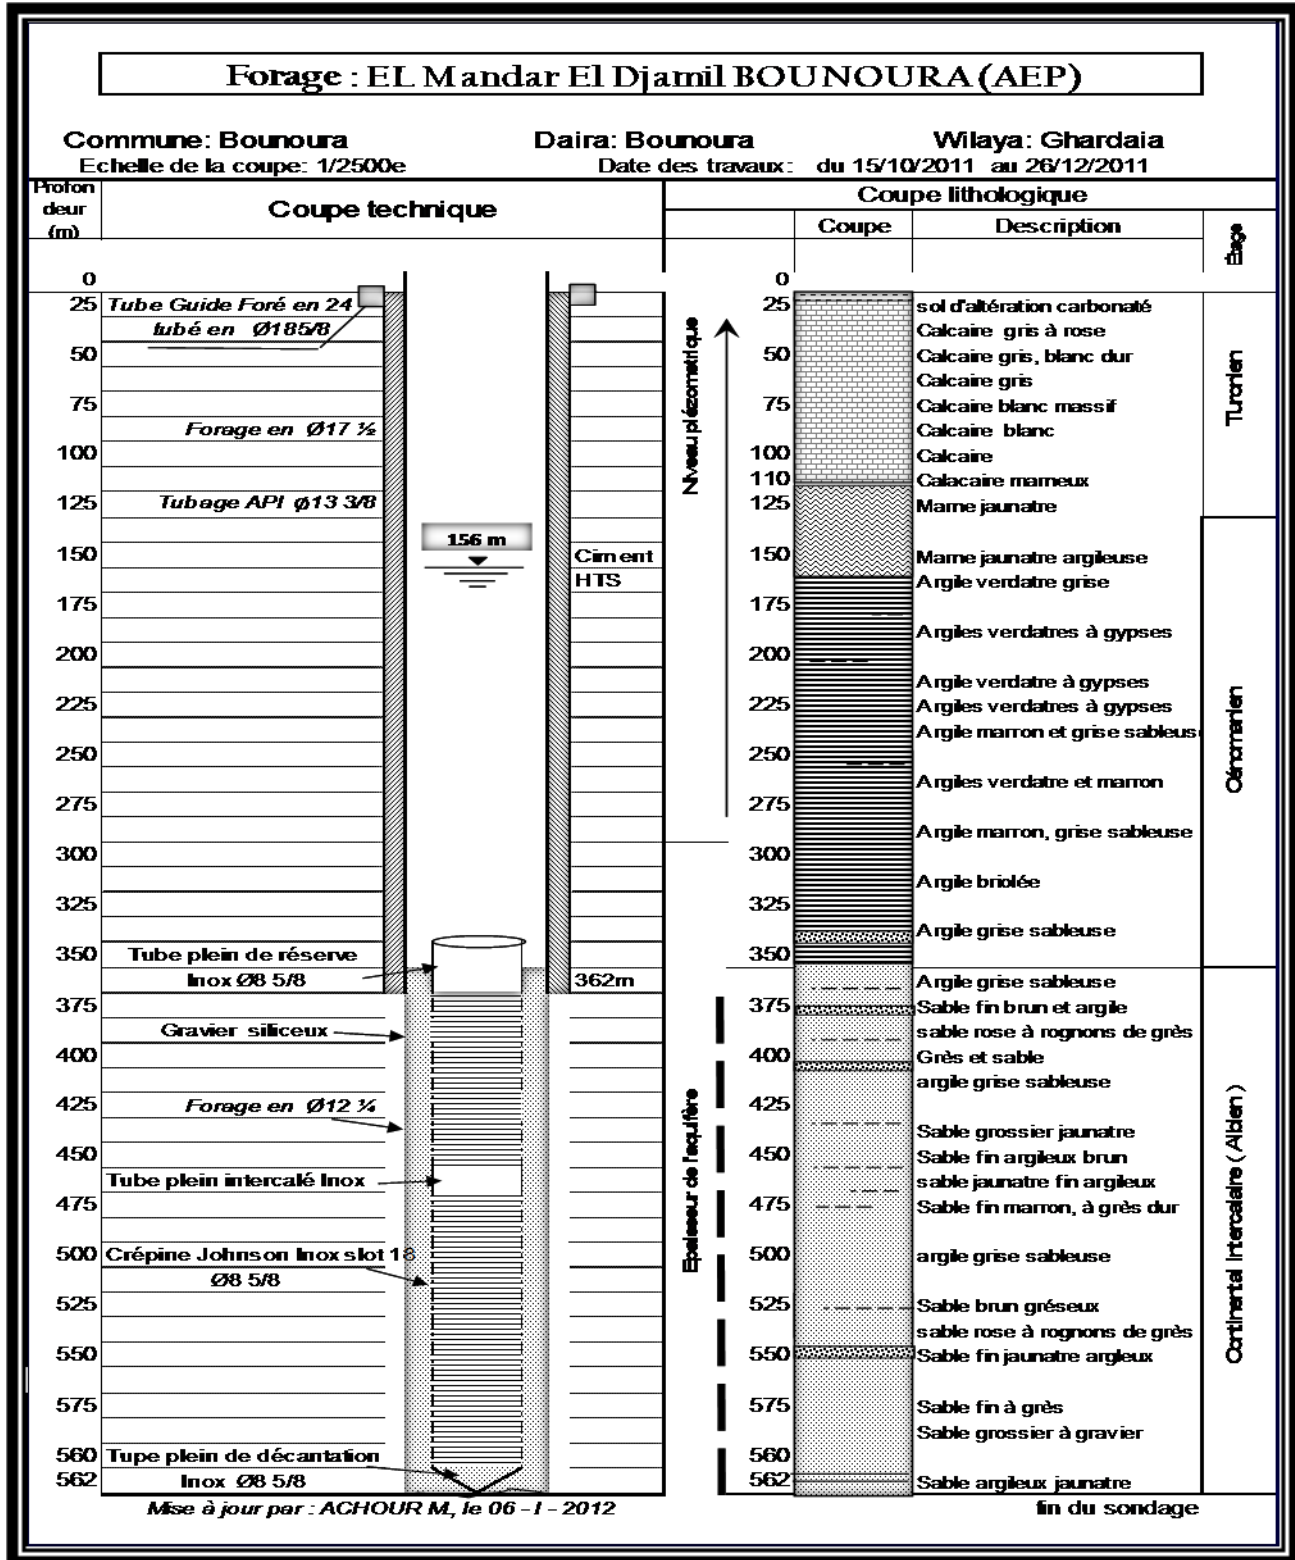 Forage : EL Mandar El Djamil BOUNOURA (AEP)
Commune: Bounoura Daira: Bounoura Wilaya: Ghardaia
Echelle de la coupe: 1/2500e Date des travaux : du 15/10/2011 au 26/12/2011
Profon
deur
(m)
Coupe technique
Coupe lithologique
Coupe
Description
Etage
0
25
50
75
100
125
150
175
200
225
250
275
300
325
350
375
400
425
450
475
500
525
550
575
560
562
Tube Guide Foré en 24
tubé en Ø185/8
Forage en Ø17 ½
Tubage API φ13 3/8
156 m
Ciment
HTS
Tube plein de réserve
Inox Ø8 5/8
362m
Gravier siliceux
Forage en Ø12 ¼
Tube plein intercalé Inox
Crépine Johnson Inox slot 18
Ø8 5/8
Tupe plein de décantation
Inox Ø8 5/8
Niveau piézometrique
Epaisseur de l'aquifère
0
25
50
75
100
110
125
150
175
200
225
250
275
300
325
350
375
400
425
450
475
500
525
550
575
560
562
sol d'altération carbonaté
Calcaire gris à rose
Calcaire gris, blanc dur
Calcaire gris
Calcaire blanc massif
Calcaire blanc
Calcaire
Calacaire marneux
Marne jaunatre
Marne jaunatre argileuse
Argile verdatre grise
Argiles verdatres à gypses
Argile verdatre à gypses
Argiles verdatres à gypses
Argile marron et grise sableus
Argiles verdatre et marron
Argile marron, grise sableuse
Argile briolée
Argile grise sableuse
Argile grise sableuse
Sable fin brun et argile
sable rose à rognons de grès
Grès et sable
argile grise sableuse
Sable grossier jaunatre
Sable fin argileux brun
sable jaunatre fin argileux
Sable fin marron, à grès dur
argile grise sableuse
Sable brun gréseux
sable rose à rognons de grès
Sable fin jaunatre argleux
Sable fin à grès
Sable grossier à gravier
Sable argileux jaunatre
Turonien
Cénomanien
Continental Intercalaire ( Albien )
Mise à jour par : ACHOUR M, le 06 - I - 2012
fin du sondage